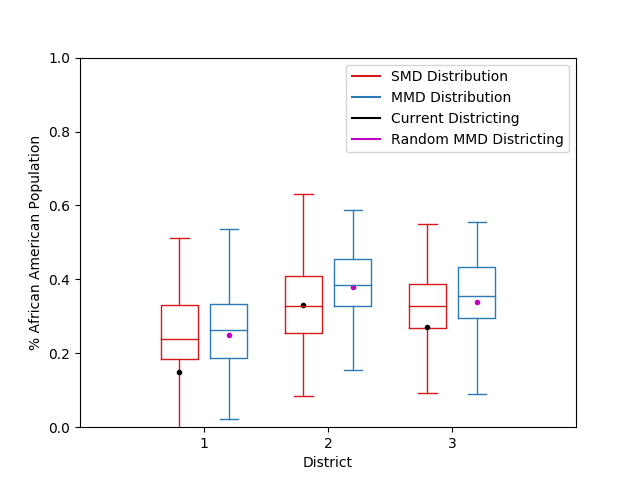 1.0
0.8
0.6
0.4
0.2
0.0
% African American Population
SMD Distribution
MMD Distribution
Current Districting
Random MMD Districting
1 2 3
District